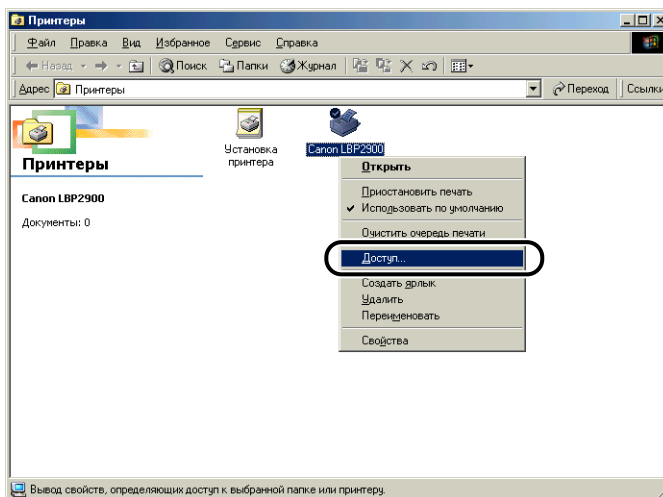 Принтеры
Файл Правка Вид Избранное Сервис Справка
Назад Поиск Папки Журнал
Адрес Принтеры Переход Ссылки
Установка принтера
Canon LBP2900
Принтеры
Canon LBP2900
Документы: 0
Открыть
Приостановить печать
Использовать по умолчанию
Очистить очередь печати
Доступ...
Создать ярлык
Удалить
Переименовать
Свойства
Вывод свойств, определяющих доступ к выбранной папке или принтеру.